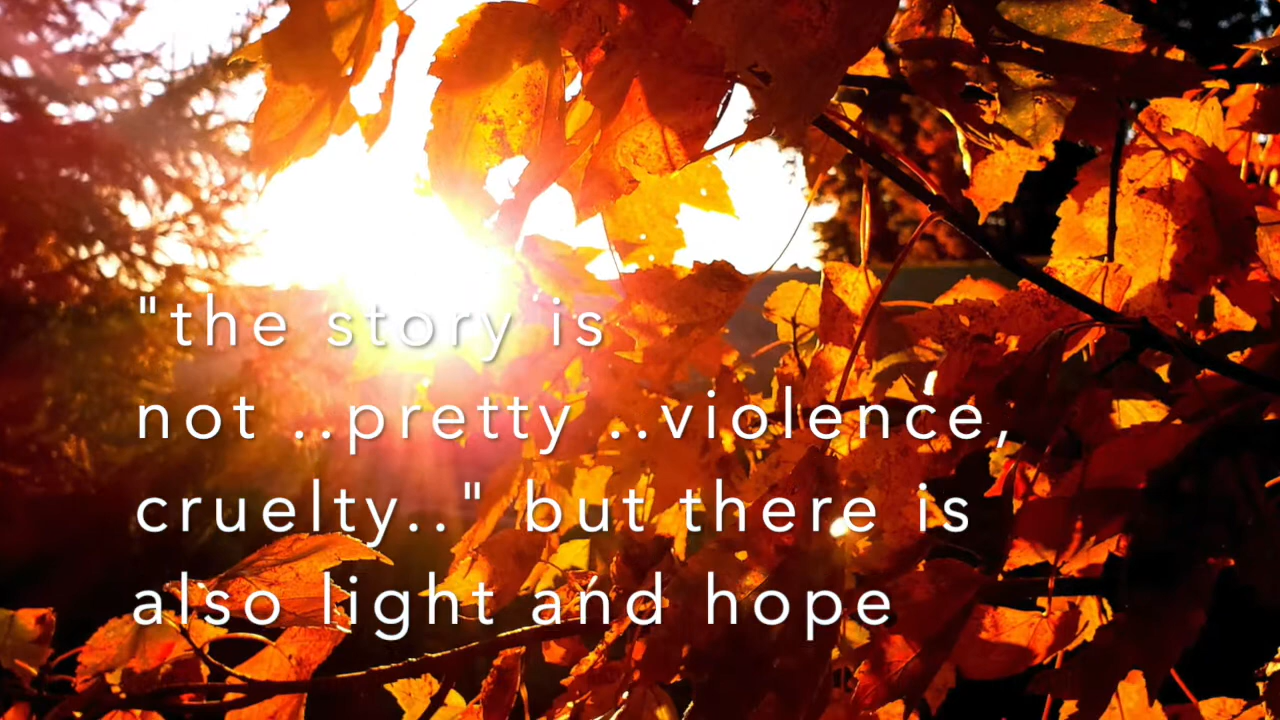 "the story is
not ..pretty ..violence,
cruelty.." but there is
also light and hope